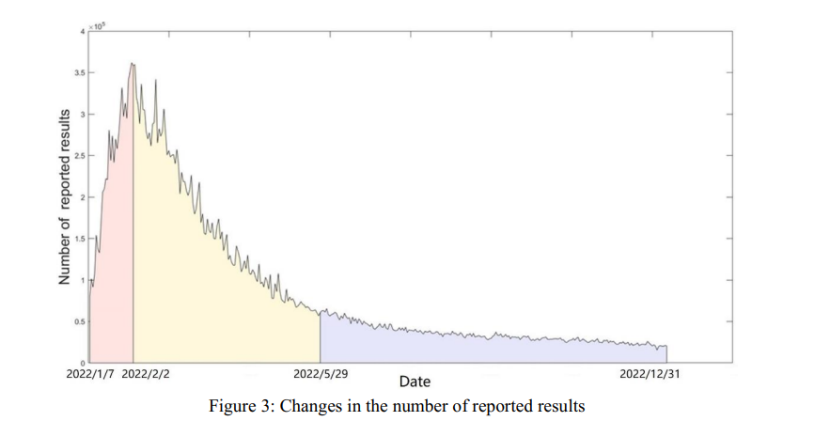 ×10⁵
4
3.5
3
2.5
2
1.5
1
0.5
0
Number of reported results
2022/1/7 2022/2/2 2022/5/29 2022/12/31
Date
Figure 3: Changes in the number of reported results